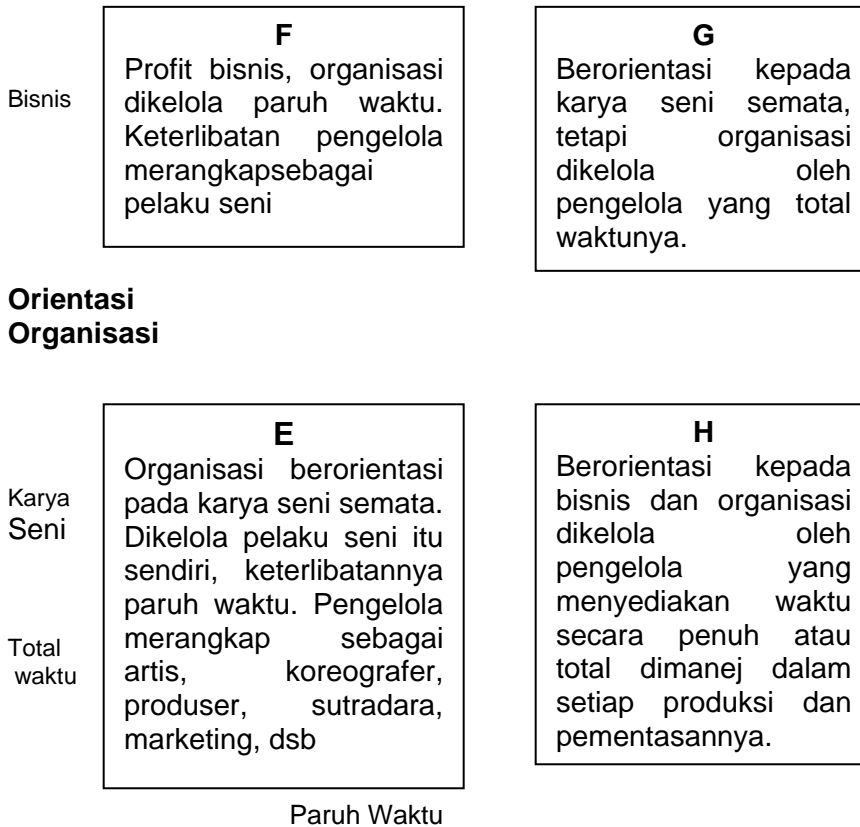 F
Profit bisnis, organisasi
dikelola paruh waktu.
Keterlibatan pengelola
merangkapsebagai
pelaku seni
G
Berorientasi kepada
karya seni semata,
tetapi organisasi
dikelola oleh
pengelola yang total
waktunya.
Bisnis
Orientasi
Organisasi
E
Organisasi berorientasi
pada karya seni semata.
Dikelola pelaku seni itu
sendiri, keterlibatannya
paruh waktu. Pengelola
merangkap sebagai
artis, koreografer,
produser, sutradara,
marketing, dsb
H
Berorientasi kepada
bisnis dan organisasi
dikelola oleh
pengelola yang
menyediakan waktu
secara penuh atau
total dimanej dalam
setiap produksi dan
pementasannya.
Karya
Seni
Total
waktu
Paruh Waktu